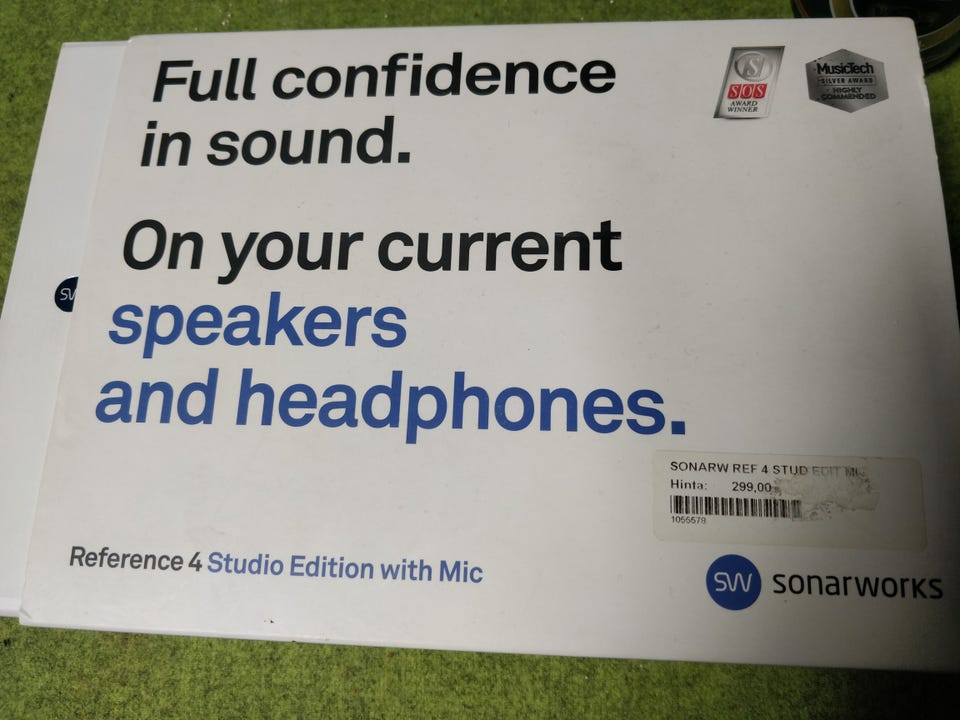 Full confidence
in sound.
On your current
speakers
and headphones.
SOS
AWARD
WINNER
MusicTech
SILVER AWARD
HIGHLY
COMMENDED
SONARW REF 4 STUD EDIT
Hinta: 299,00
1055578
Reference 4 Studio Edition with Mic
SW sonarworks
SW